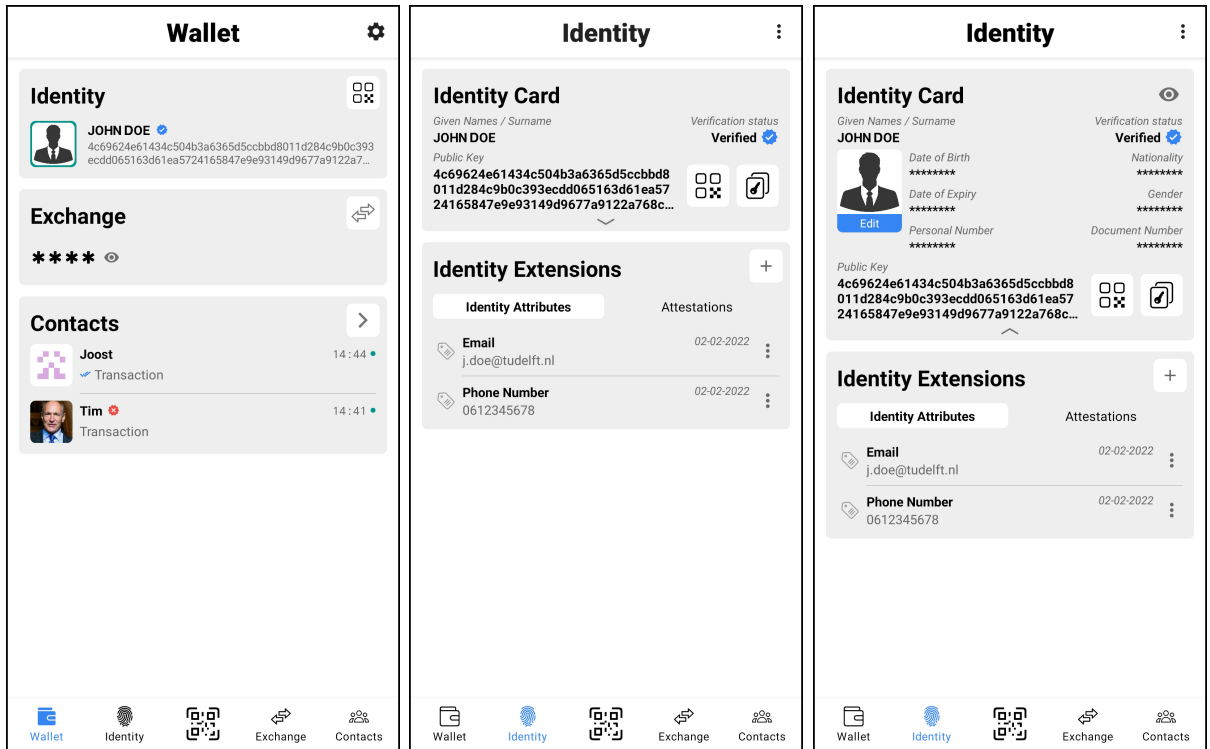 Wallet
Identity
JOHN DOE
4c69624e61434c504b3a6365d5ccbbd8011d284c9b0c393
ecdd065163d61ea5724165847e9e93149d9677a9122a7...
Exchange
****
Contacts
Joost
14:44
Transaction
Tim
14:41
Transaction
Wallet
Identity
Exchange
Contacts
Identity
Identity Card
Given Names / Surname
Verification status
JOHN DOE
Verified
Public Key
4c69624e61434c504b3a6365d5ccbbd8
011d284c9b0c393ecdd065163d61ea57
24165847e9e93149d9677a9122a768c...
Identity Extensions
+
Identity Attributes
Attestations
Email
02-02-2022
j.doe@tudelft.nl
Phone Number
02-02-2022
0612345678
Wallet
Identity
Exchange
Contacts
Identity
Identity Card
Given Names / Surname
Verification status
JOHN DOE
Verified
Date of Birth
Nationality
********
********
Date of Expiry
Gender
********
********
Edit
Personal Number
Document Number
********
********
Public Key
4c69624e61434c504b3a6365d5ccbbd8
011d284c9b0c393ecdd065163d61ea57
24165847e9e93149d9677a9122a768c...
Identity Extensions
+
Identity Attributes
Attestations
Email
02-02-2022
j.doe@tudelft.nl
Phone Number
02-02-2022
0612345678
Wallet
Identity
Exchange
Contacts